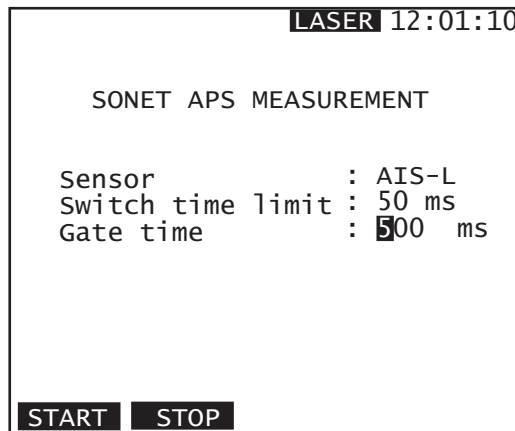 LASER 12:01:10
SONET APS MEASUREMENT
Sensor : AIS-L
Switch time limit : 50 ms
Gate time : 500 ms
START STOP